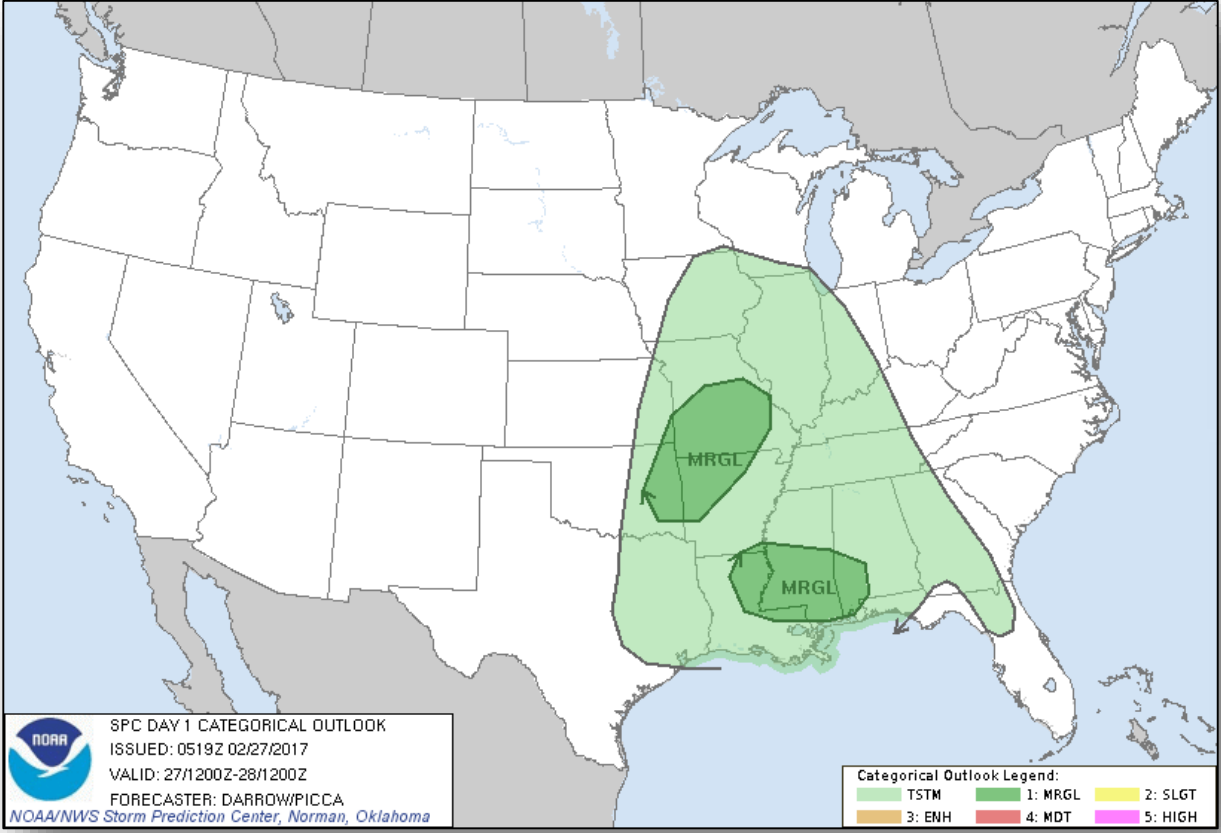 MRGL
MRGL
NOAA
SPC DAY 1 CATEGORICAL OUTLOOK
ISSUED: 0519Z 02/27/2017
VALID: 27/1200Z-28/1200Z
FORECASTER: DARROW/PICCA
NOAA/NWS Storm Prediction Center, Norman, Oklahoma
Categorical Outlook Legend:
TSTM 1: MRGL 2: SLGT
3: ENH 4: MDT 5: HIGH